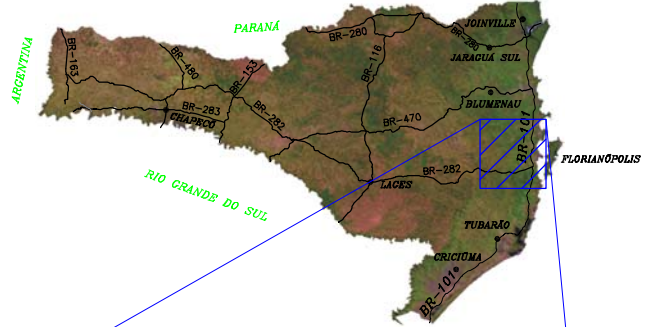 JOINVILLE
PARANÁ
BR-280
BR-280
ARGENTINA
BR-163
BR-480
BR-116
JARAGUÁ SUL
BR-153
BLUMENAU
BR-283
CHAPECÓ
BR-282
BR-470
BR-101
FLORIANÓPOLIS
RIO GRANDE DO SUL
BR-282
LAGES
TUBARÃO
CRICIÚMA
BR-101